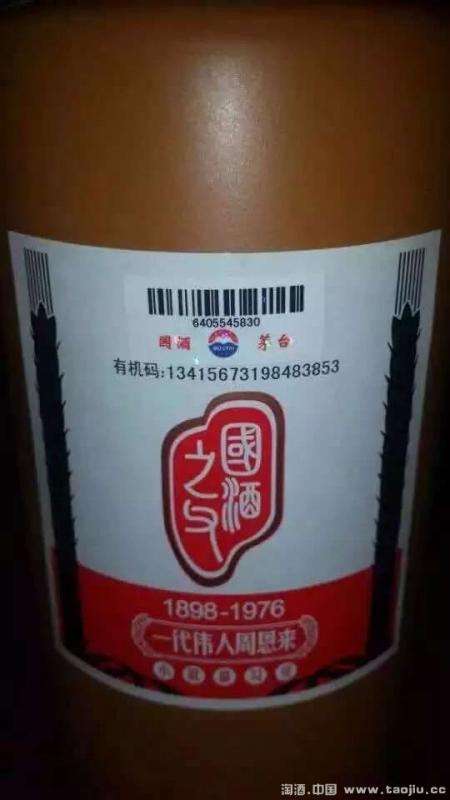 6405545830
国酒 茅台
有机码:13415673198483853
國酒之父
1898-1976
一代伟人周恩来
淘酒.中国 www.taojiu.cc